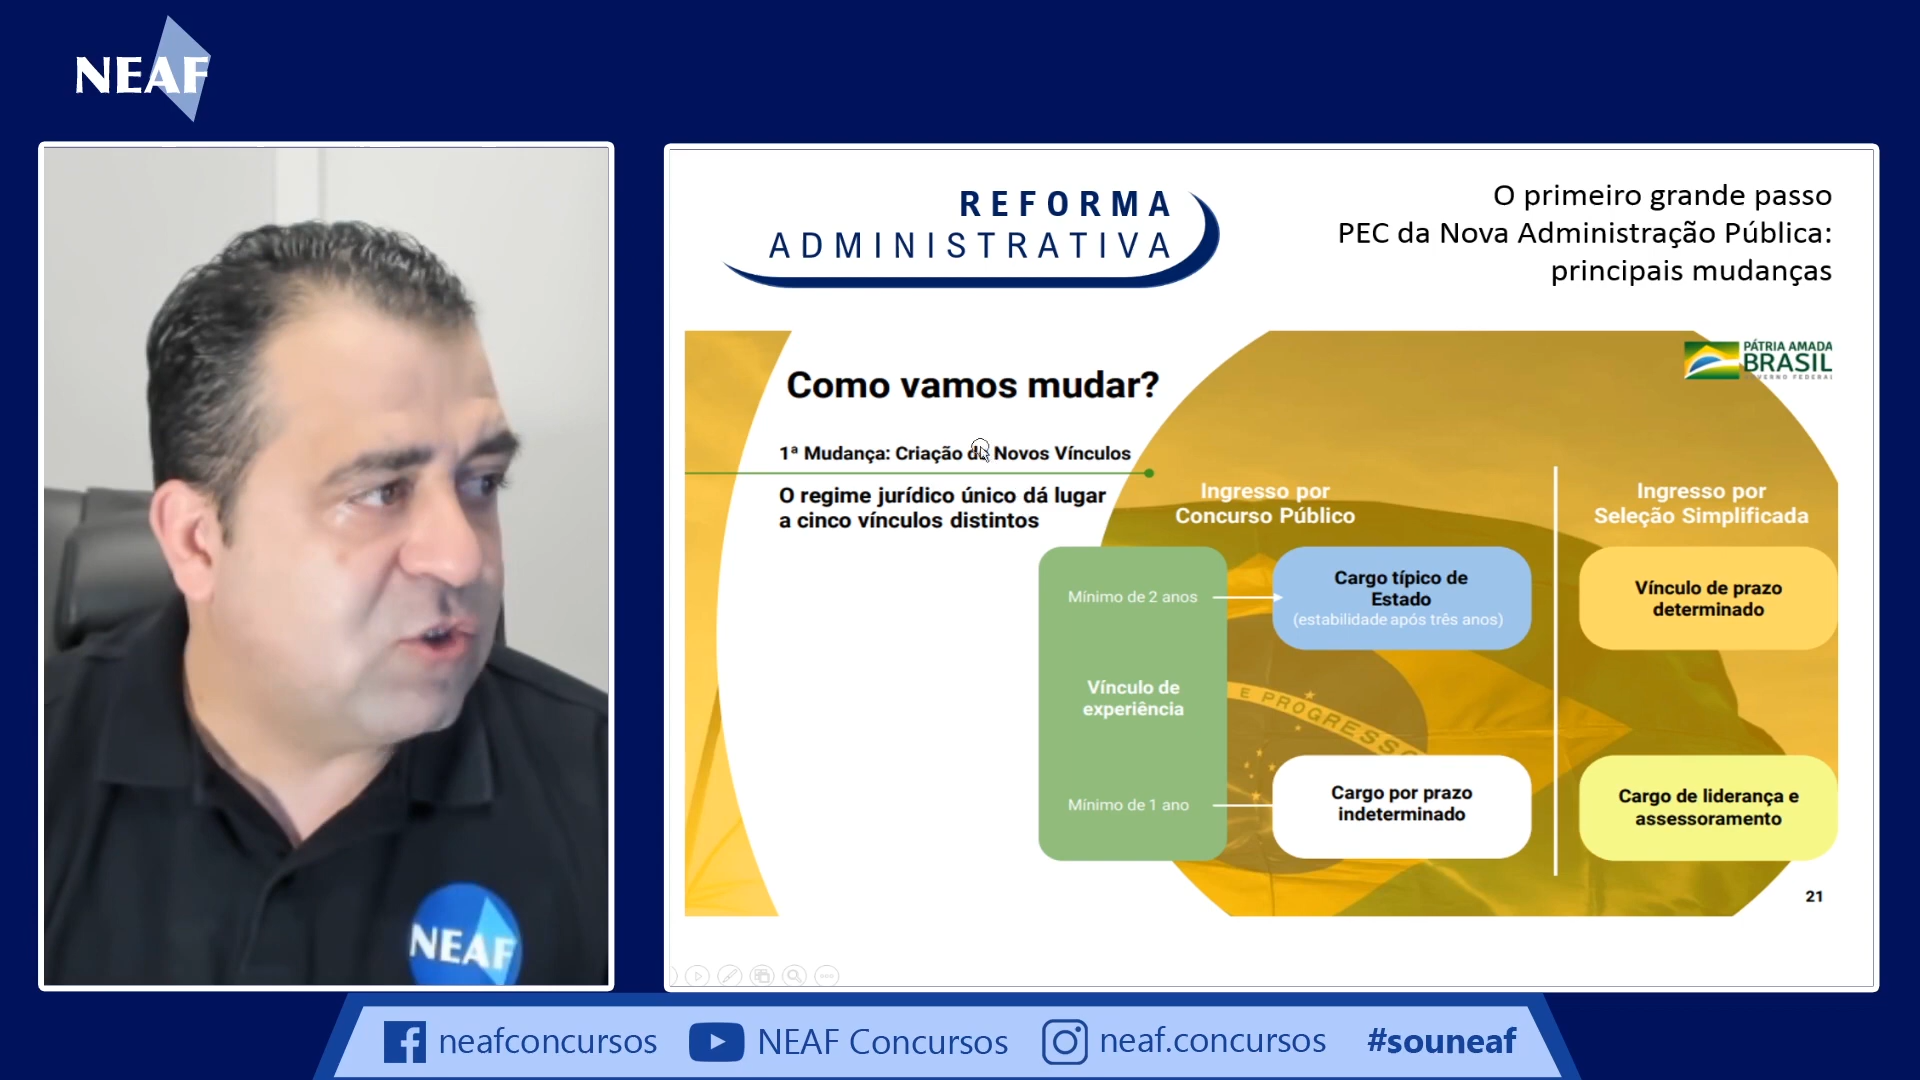 NEAF
NEAF
REFORMA
ADMINISTRATIVA
O primeiro grande passo
PEC da Nova Administração Pública:
principais mudanças
PÁTRIA AMADA
BRASIL
GOVERNO FEDERAL
Como vamos mudar?
1ª Mudança: Criação de Novos Vínculos
O regime jurídico único dá lugar
a cinco vínculos distintos
Ingresso por
Concurso Público
Ingresso por
Seleção Simplificada
Mínimo de 2 anos
Vínculo de
experiência
Mínimo de 1 ano
Cargo típico de
Estado
(estabilidade após três anos)
E PROGRESSO
Cargo por prazo
indeterminado
Vínculo de prazo
determinado
Cargo de liderança e
assessoramento
21
neafconcursos
NEAF Concursos
neaf.concursos
#souneaf